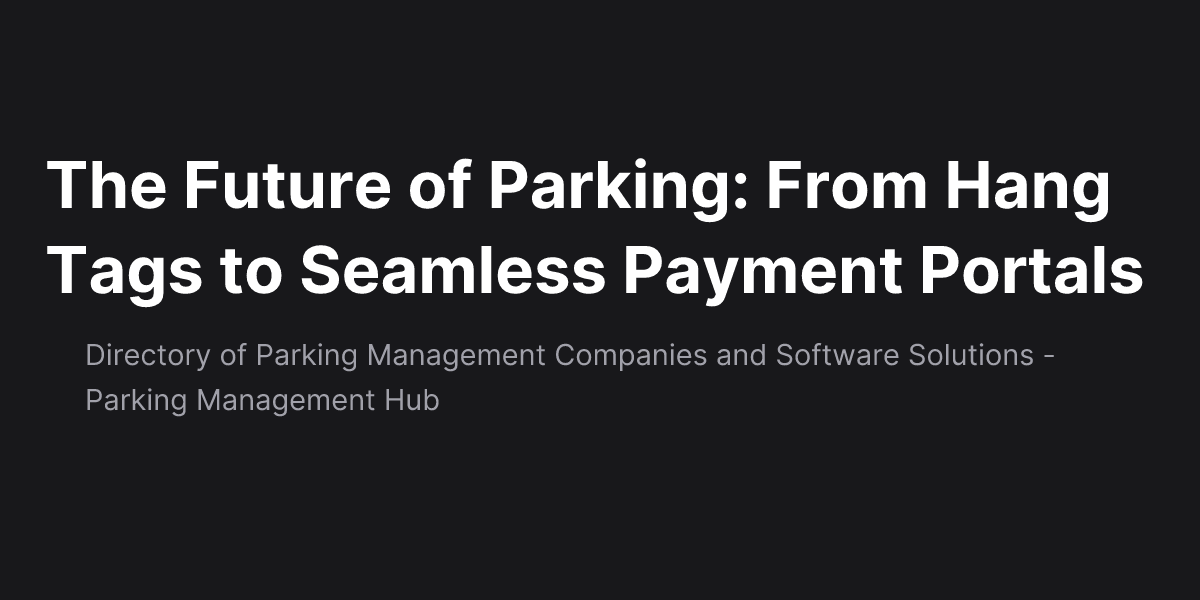 The Future of Parking: From Hang
Tags to Seamless Payment Portals
Directory of Parking Management Companies and Software Solutions -
Parking Management Hub